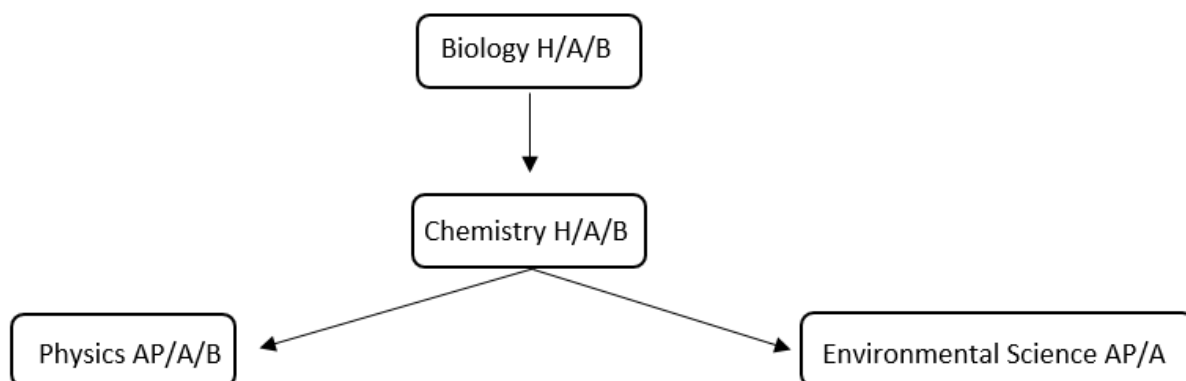 Biology H/A/B
Chemistry H/A/B
Physics AP/A/B
Environmental Science AP/A